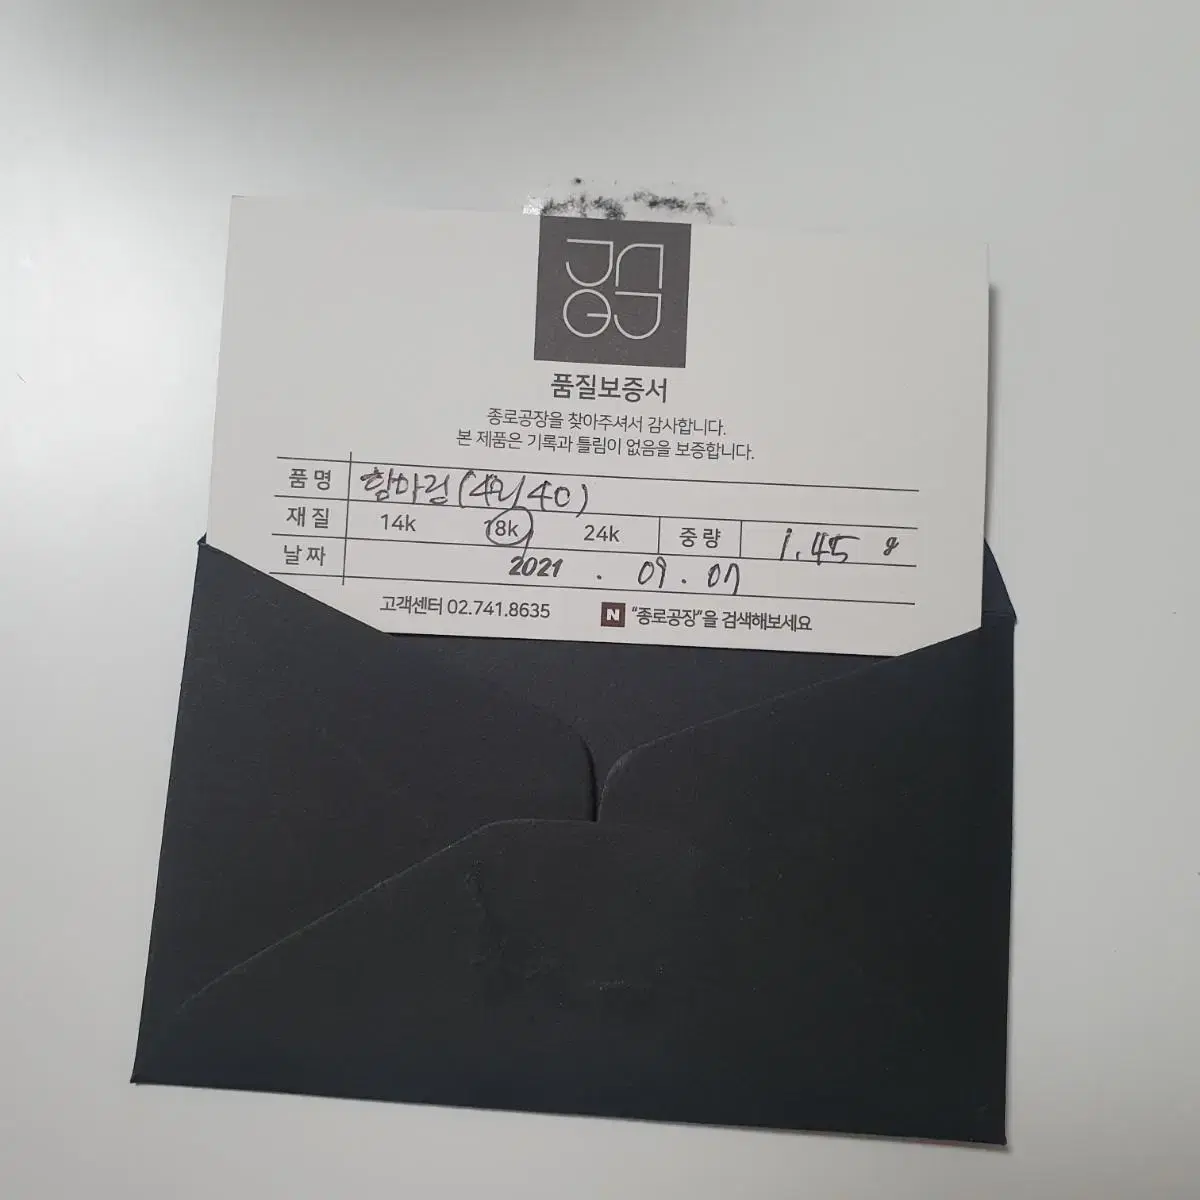 품질보증서
종로공장을 찾아주셔서 감사합니다.
본 제품은 기록과 틀림이 없음을 보증합니다.
품명 함마링
재질 14k 18k 24k 중량 1.45 g
날짜 2021 . 09 . 07
고객센터 02.741.8635 N "종로공장"을 검색해보세요